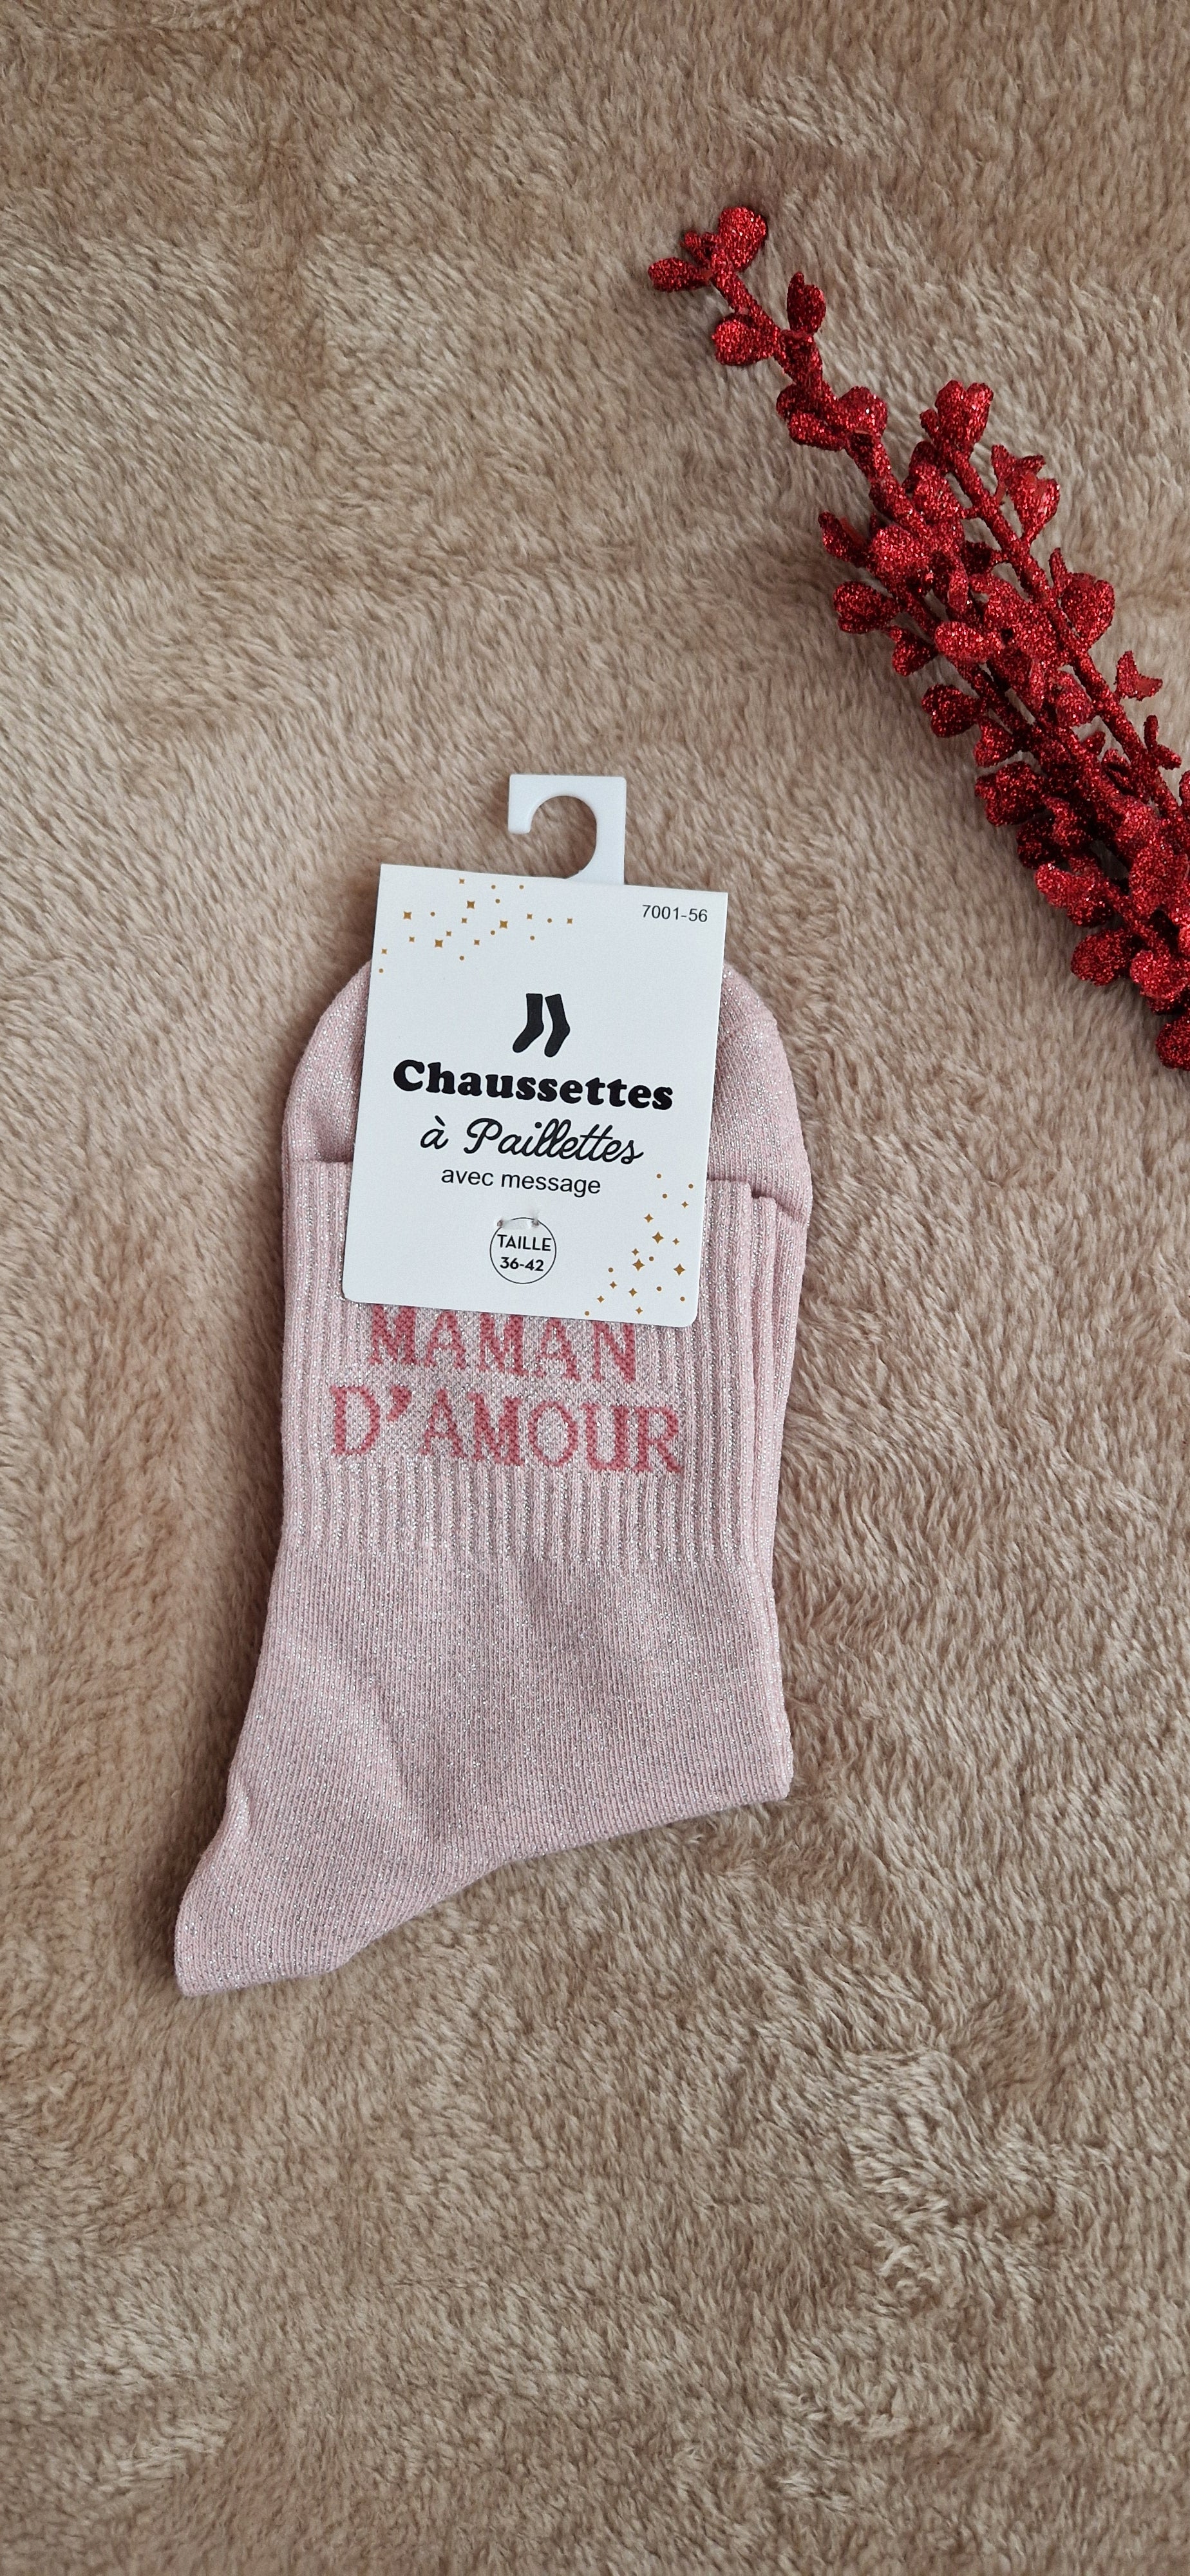 7001-56
Chaussettes
à Paillettes
avec message
TAILLE
36-42
MAMAN
D'AMOUR